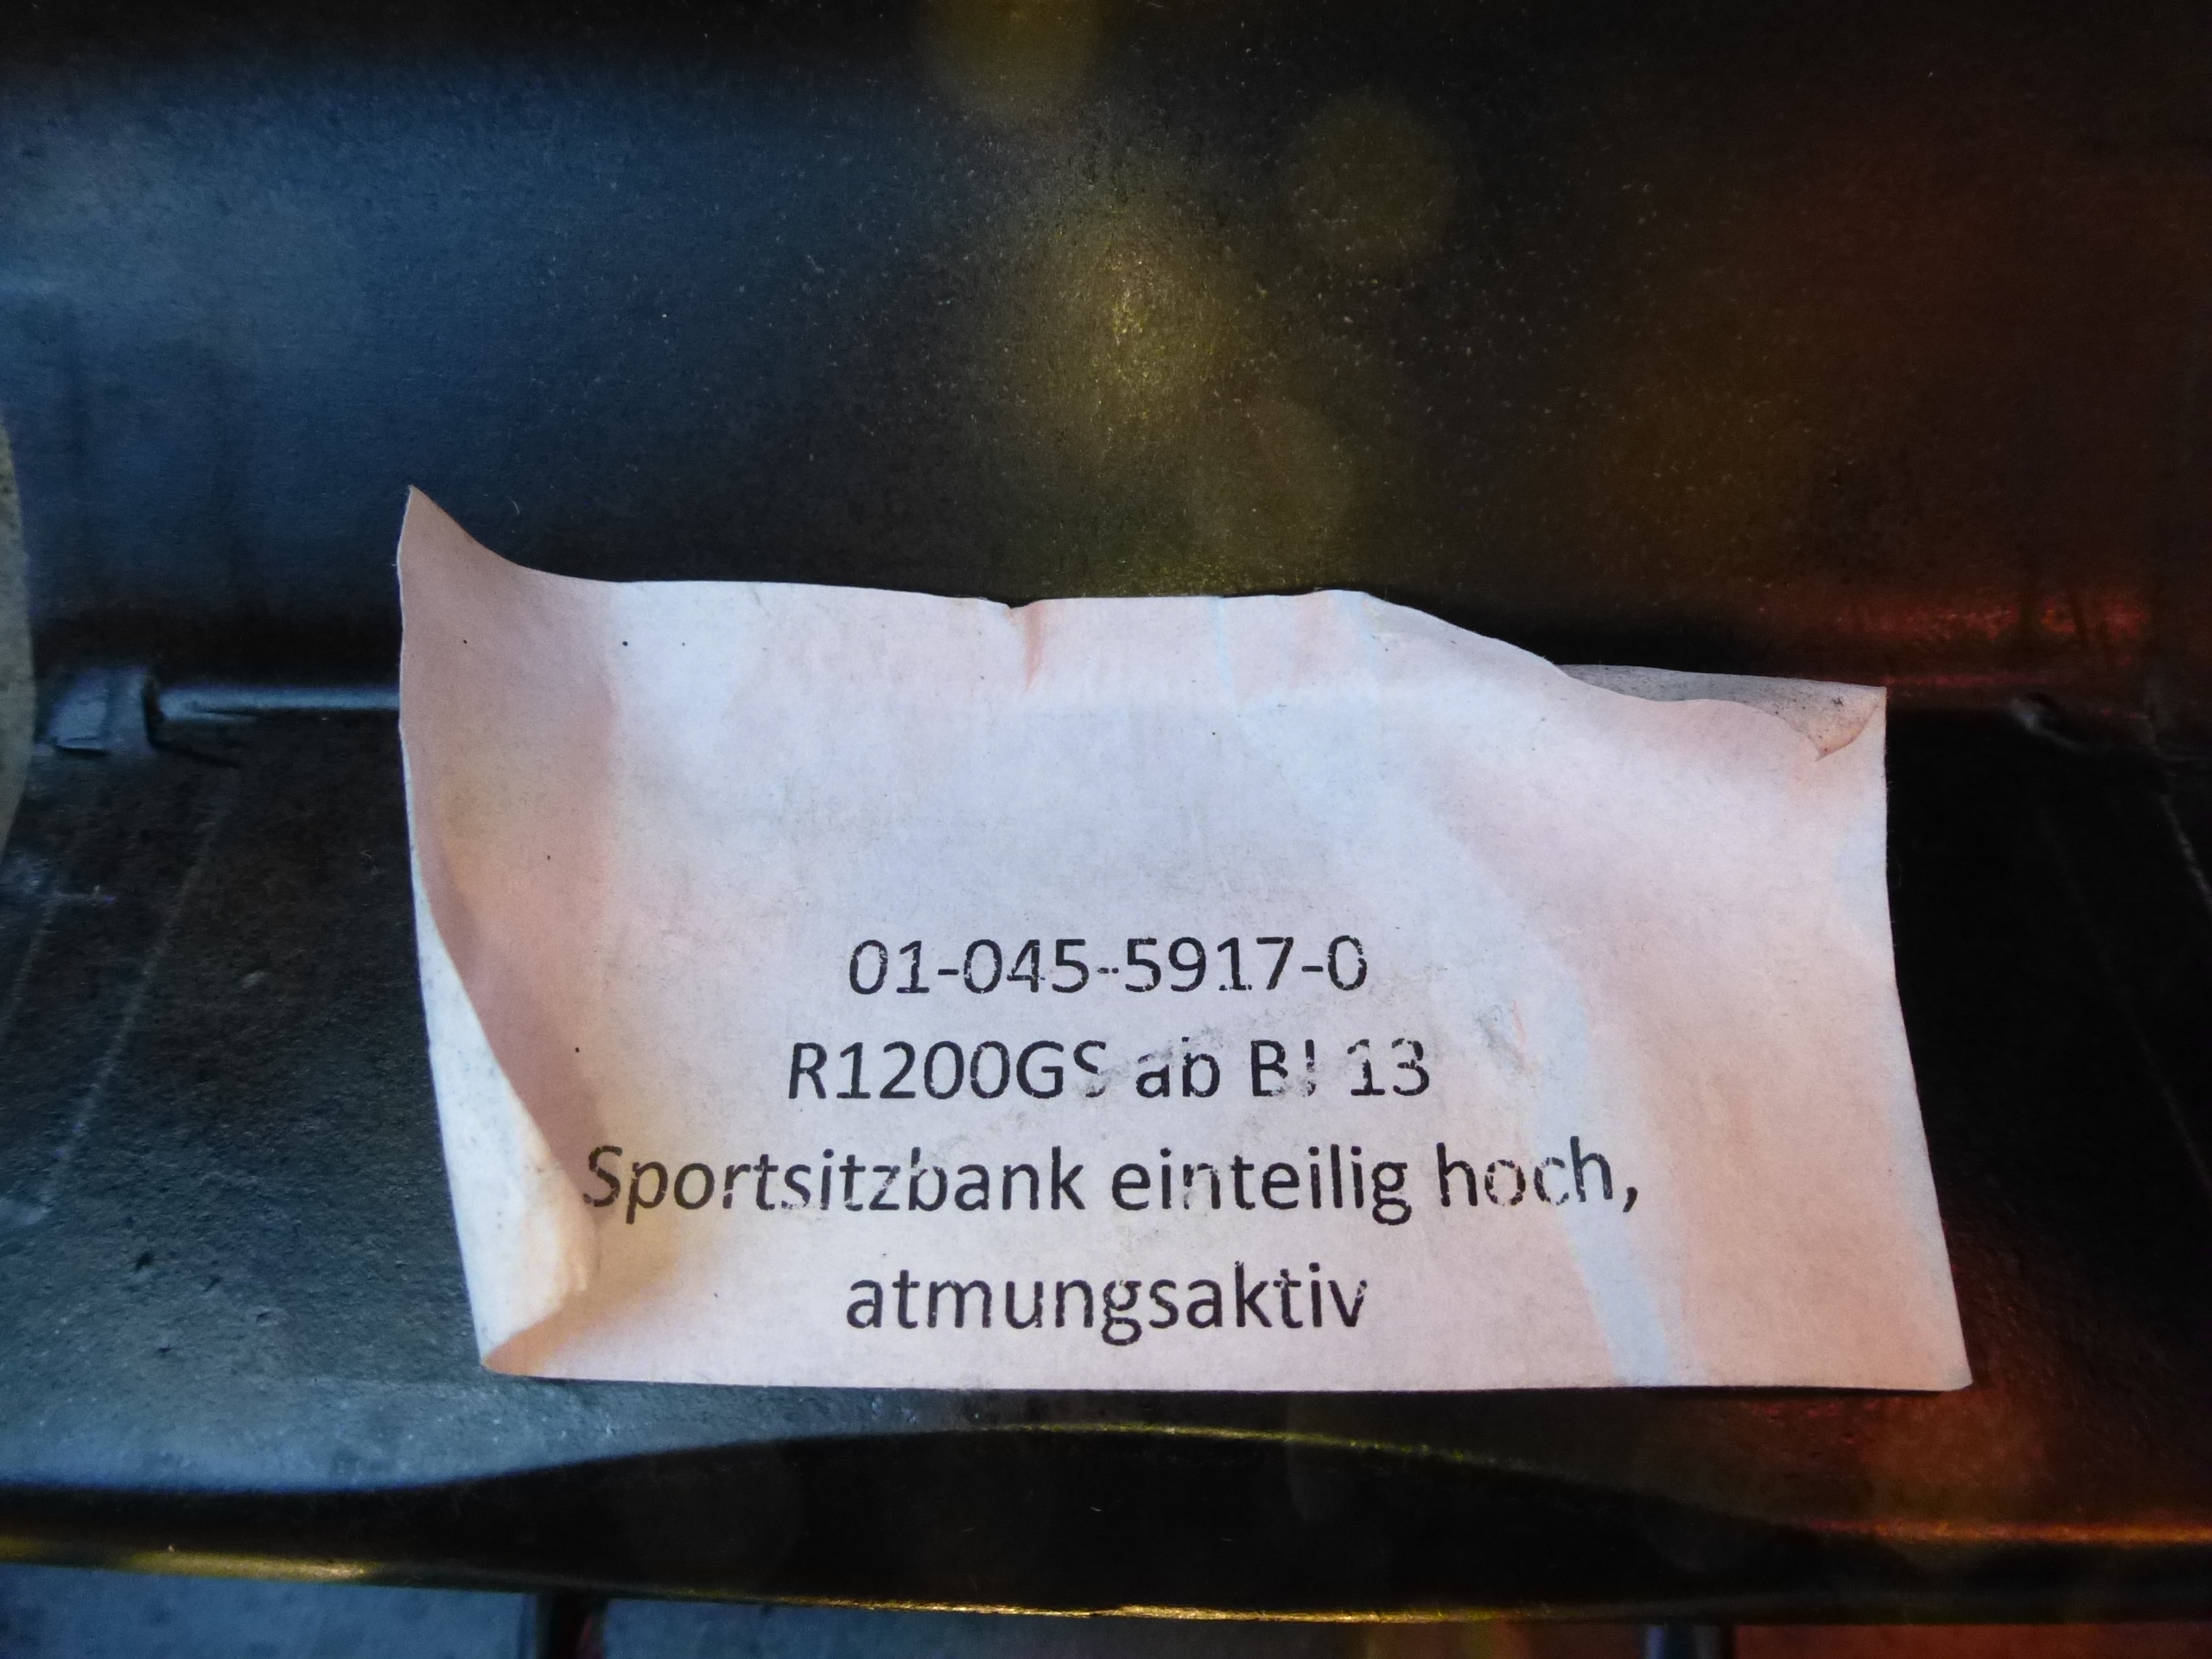 01-045-5917-0
R1200GS ab BJ 13
Sportsitzbank einteilig hoch,
atmungsaktiv